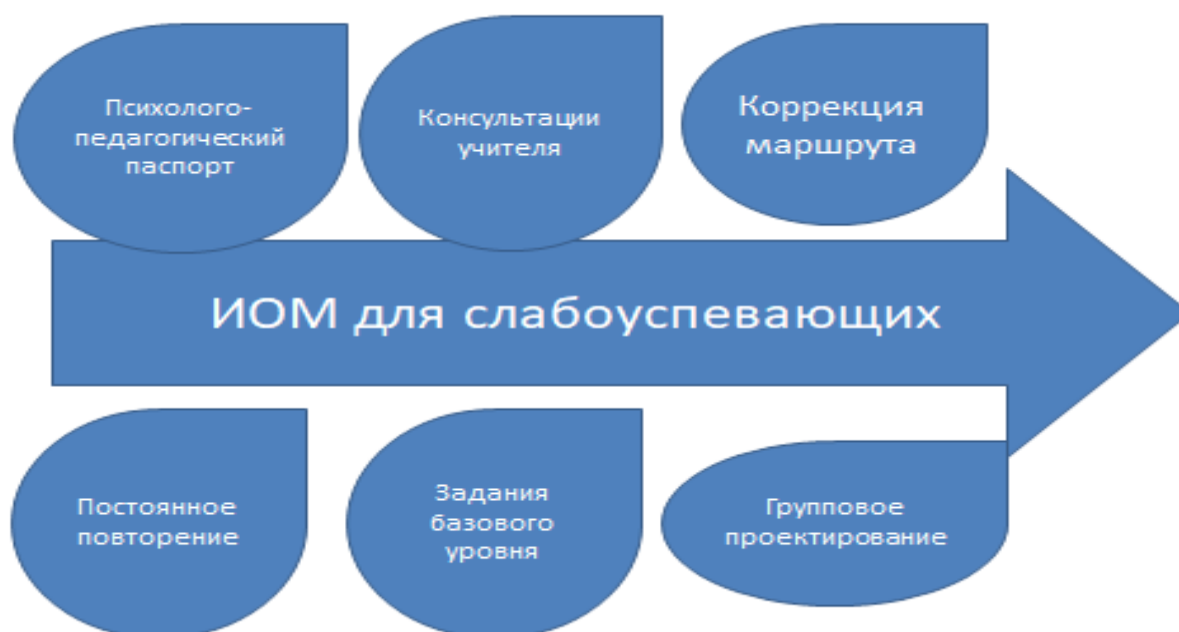 Психолого-
педагогический
паспорт
Консультации
учителя
Коррекция
маршрута
ИОМ для слабоуспевающих
Постоянное
повторение
Задания
базового
уровня
Групповое
проектирование